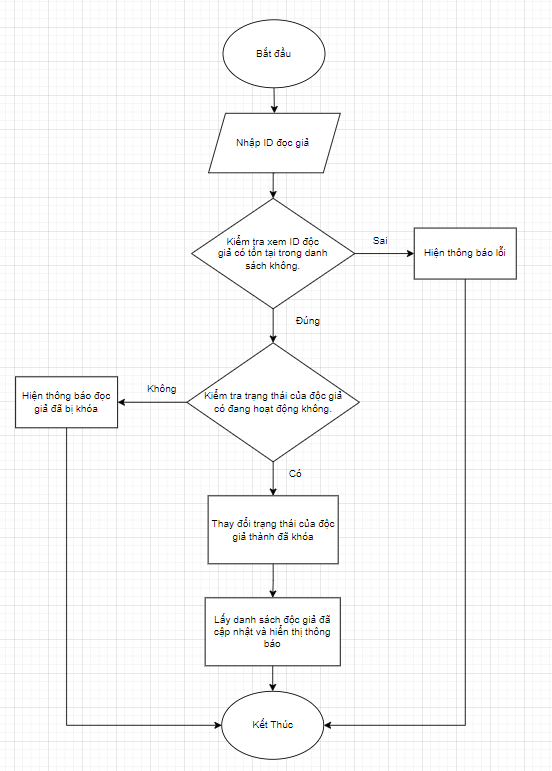 Bắt đầu
Nhập ID đọc giả
Kiểm tra xem ID độc
giả có tồn tại trong danh
sách không.
Sai
Hiện thông báo lỗi
Đúng
Kiểm tra trạng thái của độc giả
có đang hoạt động không.
Không
Hiện thông báo đọc
giả đã bị khóa
Có
Thay đổi trạng thái của độc
giả thành đã khóa
Lấy danh sách độc giả đã
cập nhật và hiển thị thông
báo
Kết Thúc